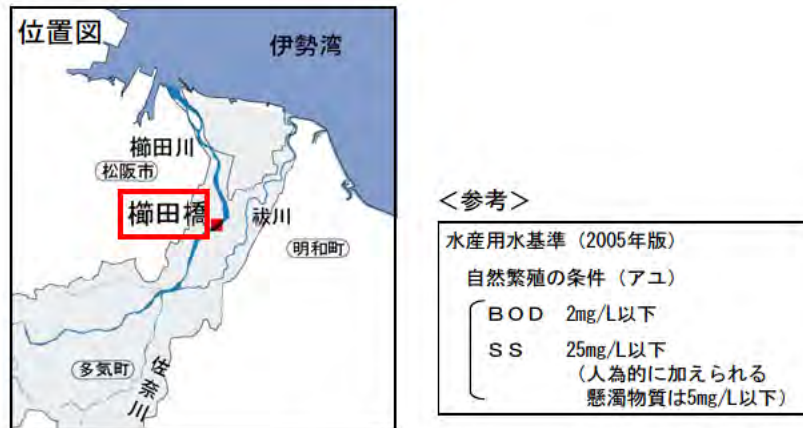 位置図
伊勢湾
櫛田川
松阪市
櫛田橋
祓川
明和町
多気町
佐奈川
<参考>
水産用水基準（2005年版）
自然繁殖の条件（アユ）
ＢＯＤ 2mg/L以下
ＳＳ 25mg/L以下
（人為的に加えられる
懸濁物質は5mg/L以下）